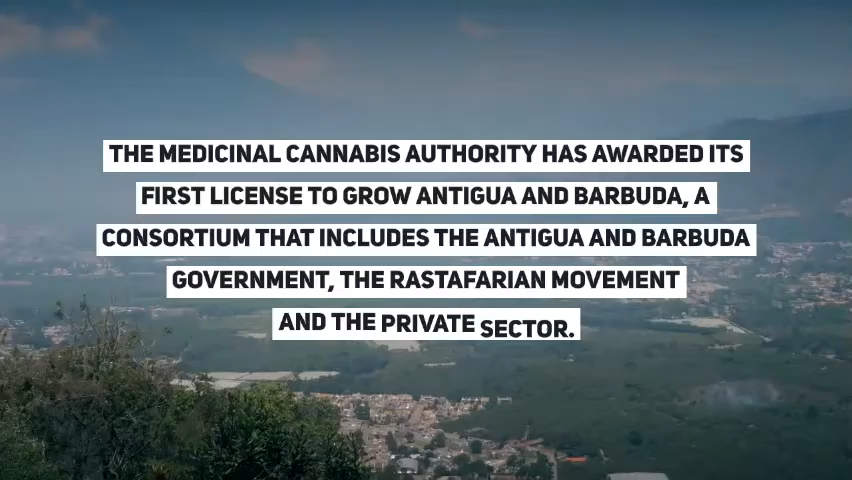 THE MEDICINAL CANNABIS AUTHORITY HAS AWARDED ITS
FIRST LICENSE TO GROW ANTIGUA AND BARBUDA, A
CONSORTIUM THAT INCLUDES THE ANTIGUA AND BARBUDA
GOVERNMENT, THE RASTAFARIAN MOVEMENT
AND THE PRIVATE SECTOR.